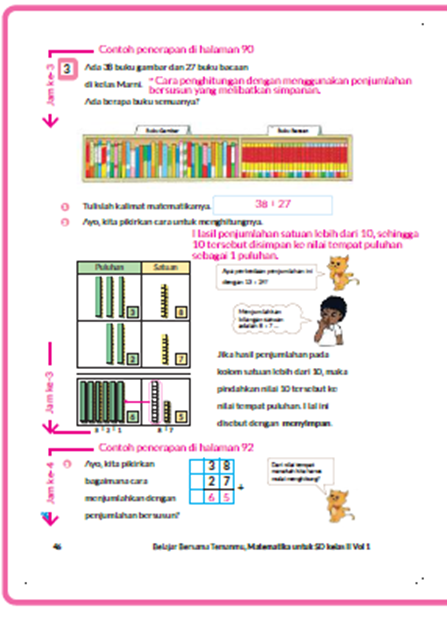 Contoh penerapan di halaman 90
Jam ke-3
3
Ada 38 buku gambar dan 27 buku bacaan
di kelas Marni.
* Cara penghitungan dengan menggunakan penjumlahan
bersusun yang melibatkan simpanan.
Ada berapa buku semuanya?
Buku Gambar
Buku Bacaan
Tulislah kalimat matematikanya.
38 + 27
Ayo, kita pikirkan cara untuk menghitungnya.
Hasil penjumlahan satuan lebih dari 10, sehingga
10 tersebut disimpan ke nilai tempat puluhan
sebagai 1 puluhan.
Puluhan
Satuan
3
8
2
7
6
5
3 + 2 + 1
8 + 7
Apa perbedaan penjumlahan ini
Menjumlahkan
bilangan satuan
adalah 8 + 7 ...
Jika hasil penjumlahan pada
kolom satuan lebih dari 10, maka
pindahkan nilai 10 tersebut ke
nilai tempat puluhan. Hal ini
disebut dengan menyimpan.
Jam ke-3
Contoh penerapan di halaman 92
Jam ke-4
Ayo, kita pikirkan
bagaimana cara
menjumlahkan dengan
penjumlahan bersusun?
3 8
2 7
+
6 5
Dari nilai tempat
manakah kita harus
mulai menghitung?
46
Belajar Bersama Temanmu, Matematika untuk SD kelas II Vol 1